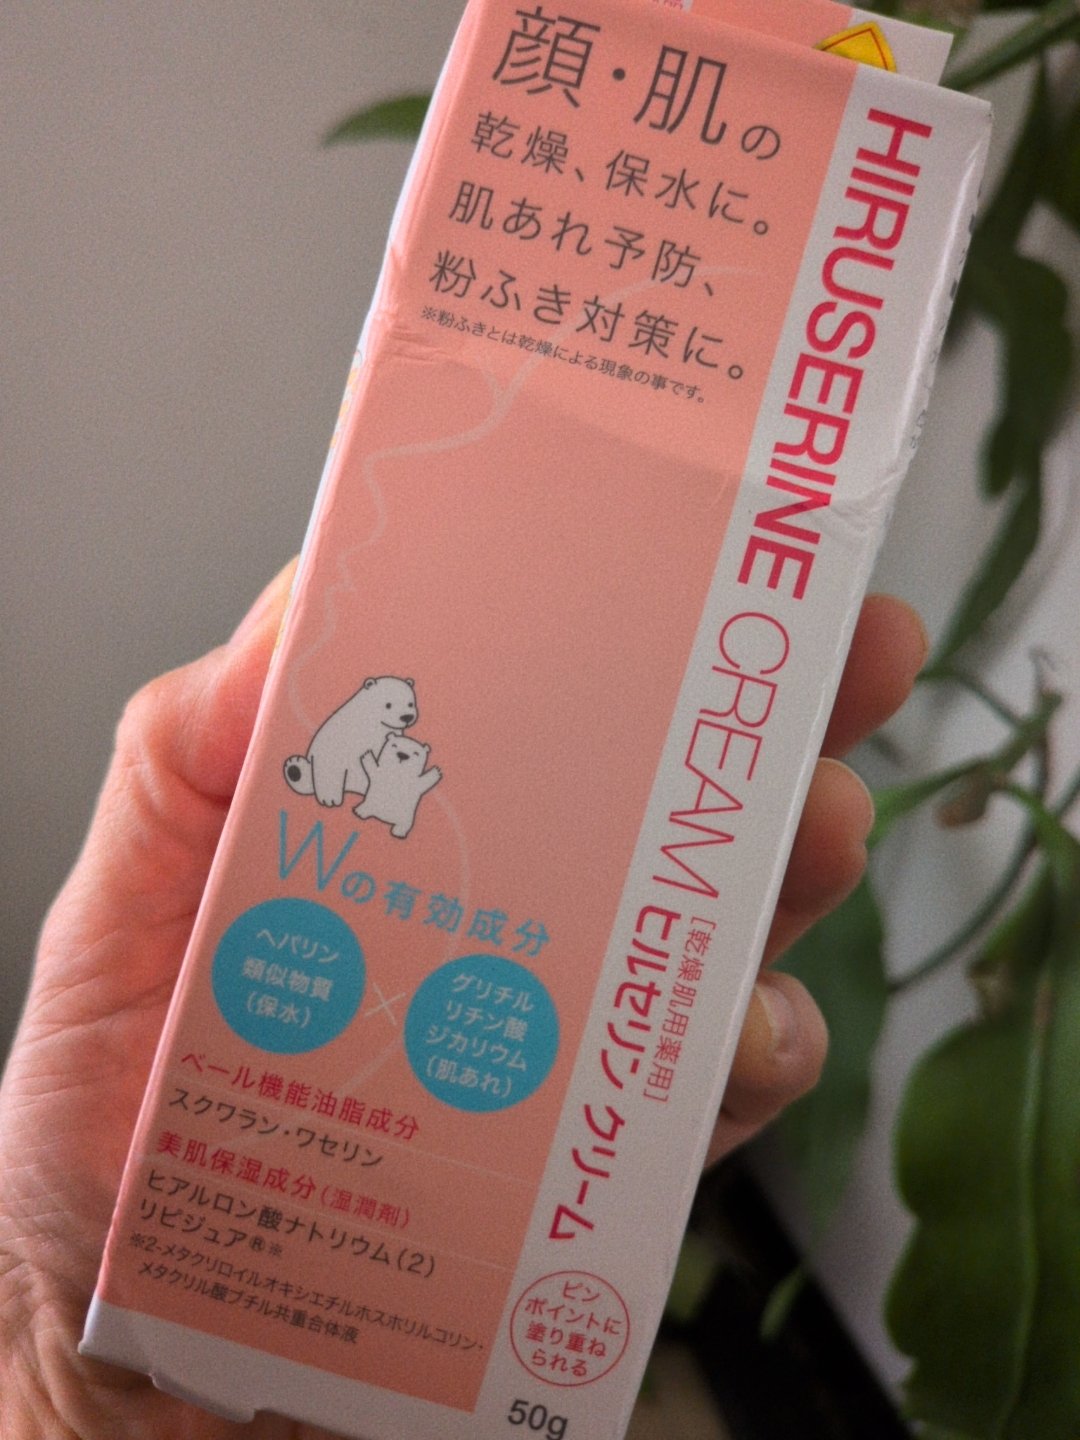 顔・肌の
乾燥、保水に。
肌あれ予防、
粉ふき対策に。
※粉ふきとは乾燥による現象の事です。
HIRUSERINE CREAM
[乾燥肌用薬用]
ヒルセリン クリーム
Wの有効成分
ヘパリン
類似物質
(保水)
×
グリチル
リチン酸
ジカリウム
(肌あれ)
ベール機能油脂成分
スクワラン・ワセリン
美肌保湿成分(湿潤剤)
ヒアルロン酸ナトリウム(2)
リピジュア®※
※2-メタクリロイルオキシエチルホスホリルコリン・
メタクリル酸ブチル共重合体液
ピン
ポイントに
塗り重ね
られる
50g